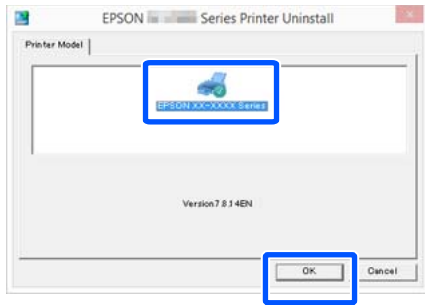 EPSON Series Printer Uninstall
Printer Model
EPSON XX-XXXX Series
Version7.8.14EN
OK Cancel